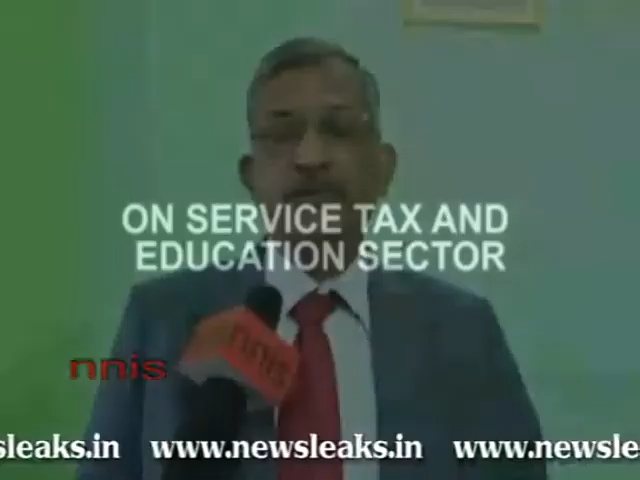 ON SERVICE TAX AND
EDUCATION SECTOR
nnis
nnis
sleaks.in www.newsleaks.in www.newsle